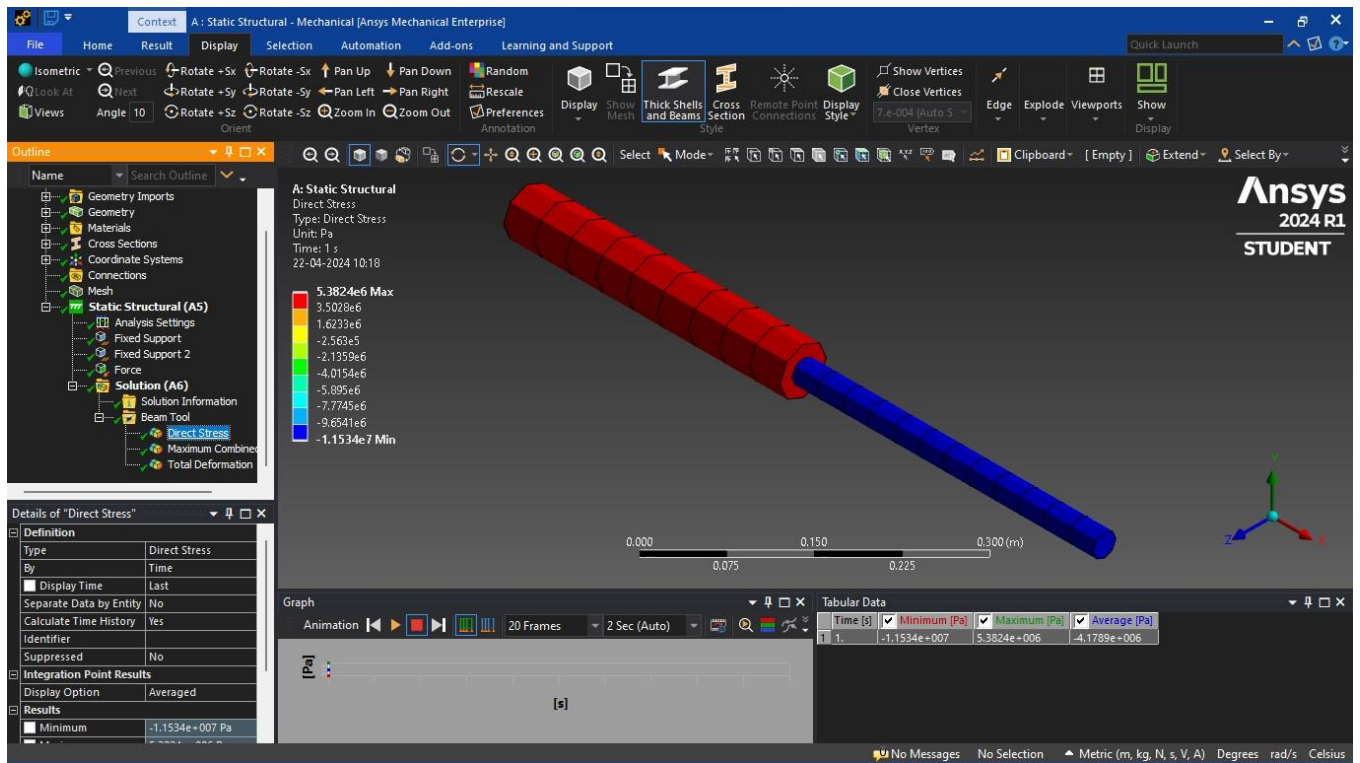 Context A : Static Structural - Mechanical [Ansys Mechanical Enterprise]
File Home Result Display Selection Automation Add-ons Learning and Support Quick Launch
Isometric Previous Rotate +Sx Rotate -Sx Pan Up Pan Down Random Show Vertices
Look At Next Rotate +Sy Rotate -Sy Pan Left Pan Right Rescale Close Vertices
Views Angle 10 Rotate +Sz Rotate -Sz Zoom In Zoom Out Preferences 7.e-004 (Auto S
Display Show Mesh Thick Shells and Beams Cross Section Remote Point Connections Display Style Edge Explode Viewports Show
Orient Annotation Style Vertex Display
Outline
Select Mode Clipboard [ Empty ] Extend Select By
Name Search Outline
Geometry Imports
Geometry
Materials
Cross Sections
Coordinate Systems
Connections
Mesh
Static Structural (A5)
Analysis Settings
Fixed Support
Fixed Support 2
Force
Solution (A6)
Solution Information
Beam Tool
Direct Stress
Maximum Combined
Total Deformation
A: Static Structural
Direct Stress
Type: Direct Stress
Unit: Pa
Time: 1 s
22-04-2024 10:18
5.3824e6 Max
3.5028e6
1.6233e6
-2.563e5
-2.1359e6
-4.0154e6
-5.895e6
-7.7745e6
-9.6541e6
-1.1534e7 Min
Ansys
2024 R1
STUDENT
Y
Z
X
0.000 0.150 0.300 (m)
0.075 0.225
Details of "Direct Stress"
Definition
Type Direct Stress
By Time
Display Time Last
Separate Data by Entity No
Calculate Time History Yes
Identifier
Suppressed No
Integration Point Results
Display Option Averaged
Results
Minimum -1.1534e+007 Pa
Graph
Animation 20 Frames 2 Sec (Auto)
[Pa]
[s]
Tabular Data
Time [s] Minimum [Pa] Maximum [Pa] Average [Pa]
1 1. -1.1534e+007 5.3824e+006 -4.1789e+006
No Messages No Selection Metric (m, kg, N, s, V, A) Degrees rad/s Celsius